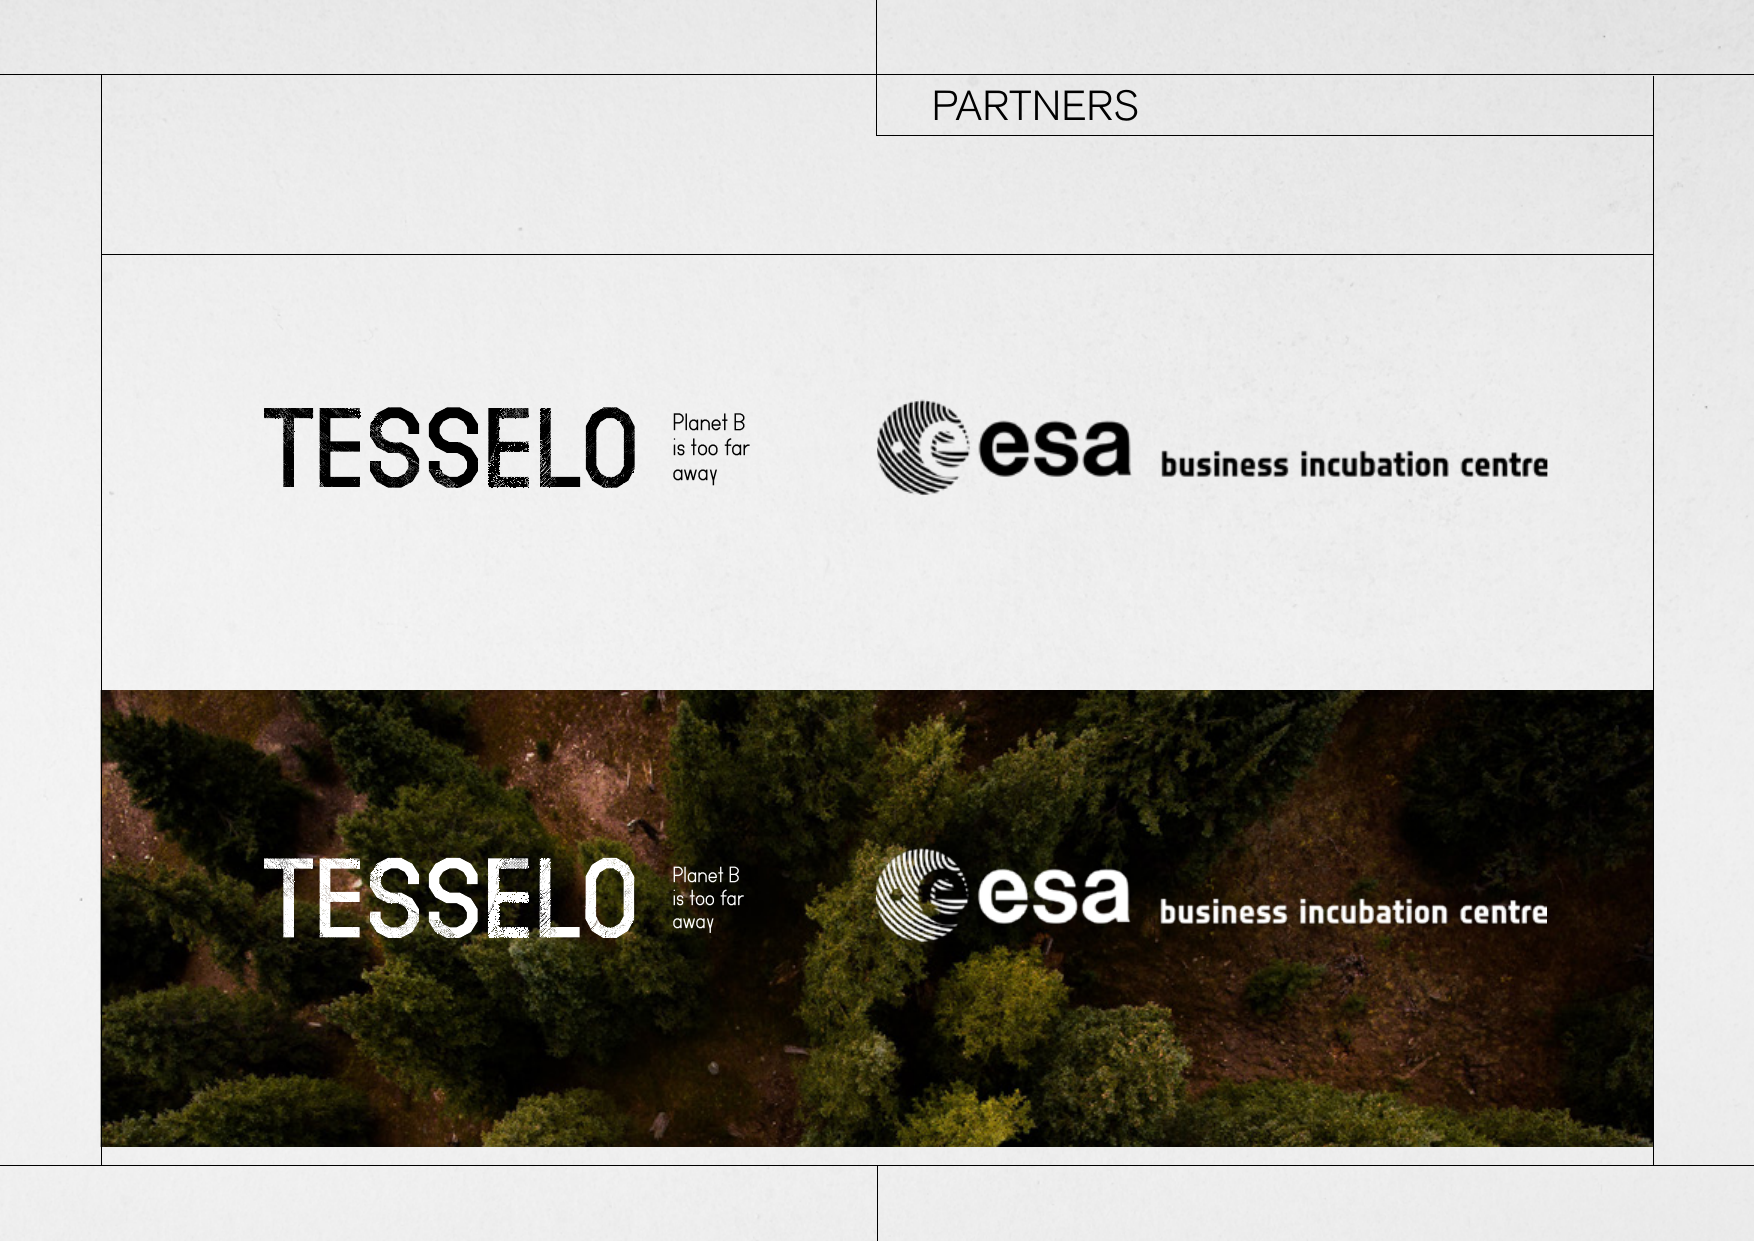 PARTNERS
TESSELO
Planet B
is too far
away
esa business incubation centre
TESSELO
Planet B
is too far
away
esa business incubation centre